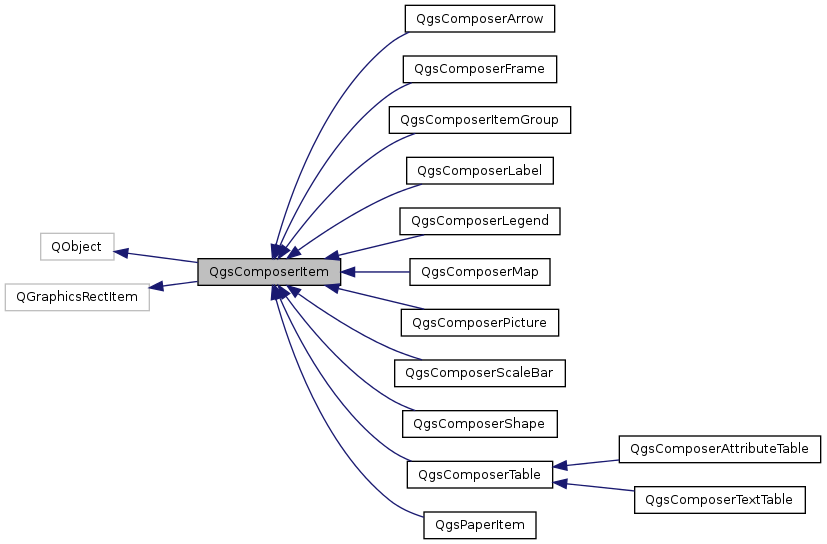 QgsComposerArrow
QgsComposerFrame
QgsComposerItemGroup
QgsComposerLabel
QgsComposerLegend
QObject
QgsComposerItem
QgsComposerMap
QGraphicsRectItem
QgsComposerPicture
QgsComposerScaleBar
QgsComposerShape
QgsComposerAttributeTable
QgsComposerTable
QgsComposerTextTable
QgsPaperItem